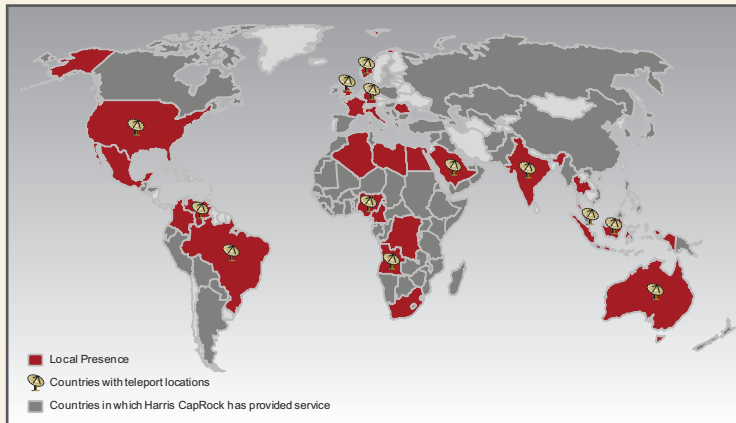 Local Presence
Countries with teleport locations
Countries in which Harris CapRock has provided service